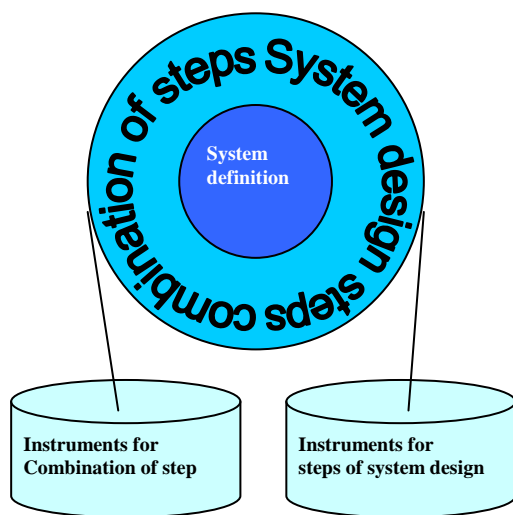 System design steps combination of steps
System
definition
Instruments for
Combination of step
Instruments for
steps of system design